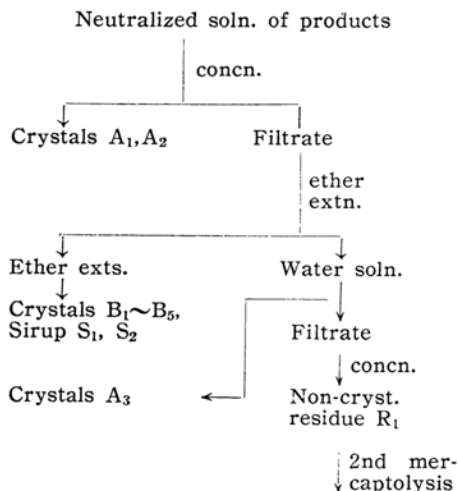 Neutralized soln. of products
concn.
Crystals A₁,A₂
Filtrate
ether
extn.
Ether exts.
Water soln.
Crystals B₁~B₅,
Sirup S₁, S₂
Filtrate
concn.
Crystals A₃
Non-cryst.
residue R₁
2nd mer-
captolysis